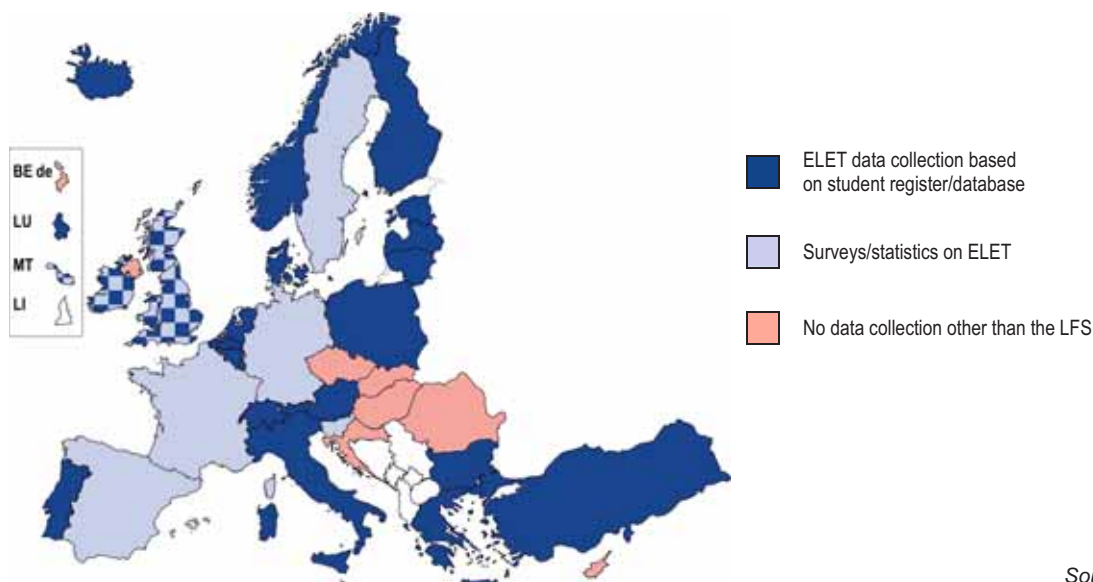 BE de
LU
MT
LI
ELET data collection based
on student register/database
Surveys/statistics on ELET
No data collection other than the LFS